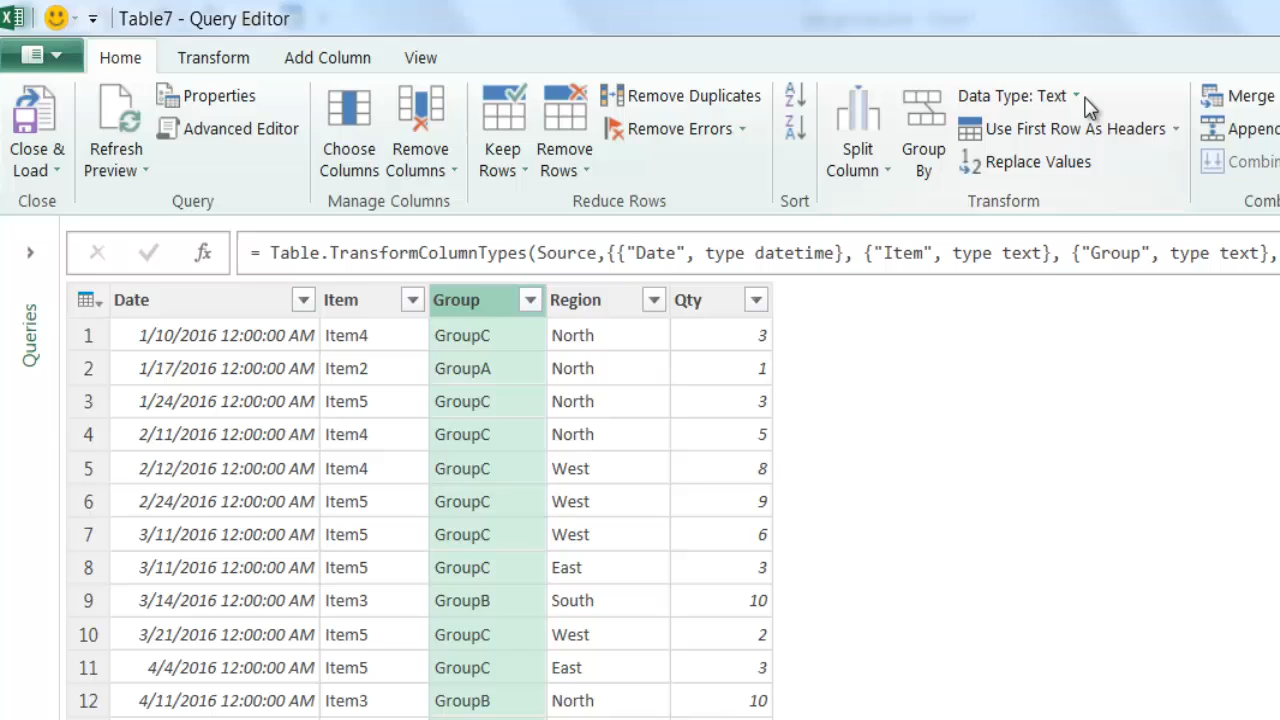 Table7 - Query Editor
Home Transform Add Column View
Close & Load
Refresh Preview
Properties
Advanced Editor
Choose Columns
Remove Columns
Keep Rows
Remove Rows
Remove Duplicates
Remove Errors
Split Column
Group By
Data Type: Text
Use First Row As Headers
Replace Values
Merge
Appen
Combin
Close Query Manage Columns Reduce Rows Sort Transform Comb
= Table.TransformColumnTypes(Source,{{"Date", type datetime}, {"Item", type text}, {"Group", type text},
Queries
Date Item Group Region Qty
1 1/10/2016 12:00:00 AM Item4 GroupC North 3
2 1/17/2016 12:00:00 AM Item2 GroupA North 1
3 1/24/2016 12:00:00 AM Item5 GroupC North 3
4 2/11/2016 12:00:00 AM Item4 GroupC North 5
5 2/12/2016 12:00:00 AM Item4 GroupC West 8
6 2/24/2016 12:00:00 AM Item5 GroupC West 9
7 3/11/2016 12:00:00 AM Item5 GroupC West 6
8 3/11/2016 12:00:00 AM Item5 GroupC East 3
9 3/14/2016 12:00:00 AM Item3 GroupB South 10
10 3/21/2016 12:00:00 AM Item5 GroupC West 2
11 4/4/2016 12:00:00 AM Item5 GroupC East 3
12 4/11/2016 12:00:00 AM Item3 GroupB North 10